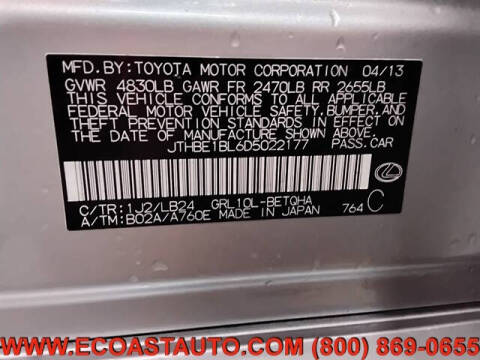 MFD.BY:TOYOTA MOTOR CORPORATION 04/13
GVWR 4830LB GAWR FR 2470LB RR 2655LB
THIS VEHICLE CONFORMS TO ALL APPLICABLE
FEDERAL MOTOR VEHICLE SAFETY, BUMPER, AND
THEFT PREVENTION STANDARDS IN EFFECT ON
THE DATE OF MANUFACTURE SHOWN ABOVE.
JTHBE1BL6D5022177 PASS.CAR
C/TR:1J2/LB24 GRL10L-BETQHA
A/TM:B02A/A760E MADE IN JAPAN 764 C
WWW.ECOASTAUTO.COM (800) 869-0655